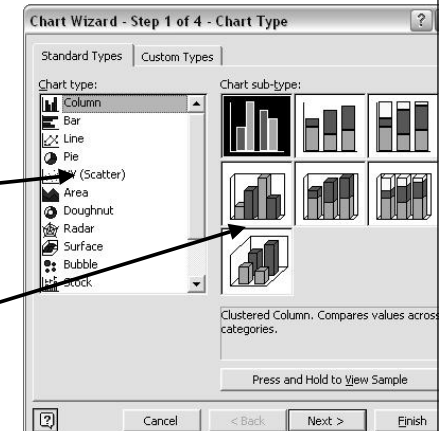 Chart Wizard - Step 1 of 4 - Chart Type
?
Standard Types
Custom Types
Chart type:
Column
Bar
Line
Pie
(Scatter)
Area
Doughnut
Radar
Surface
Bubble
Stock
Chart sub-type:
Clustered Column. Compares values across
categories.
Press and Hold to View Sample
?
Cancel
< Back
Next >
Finish